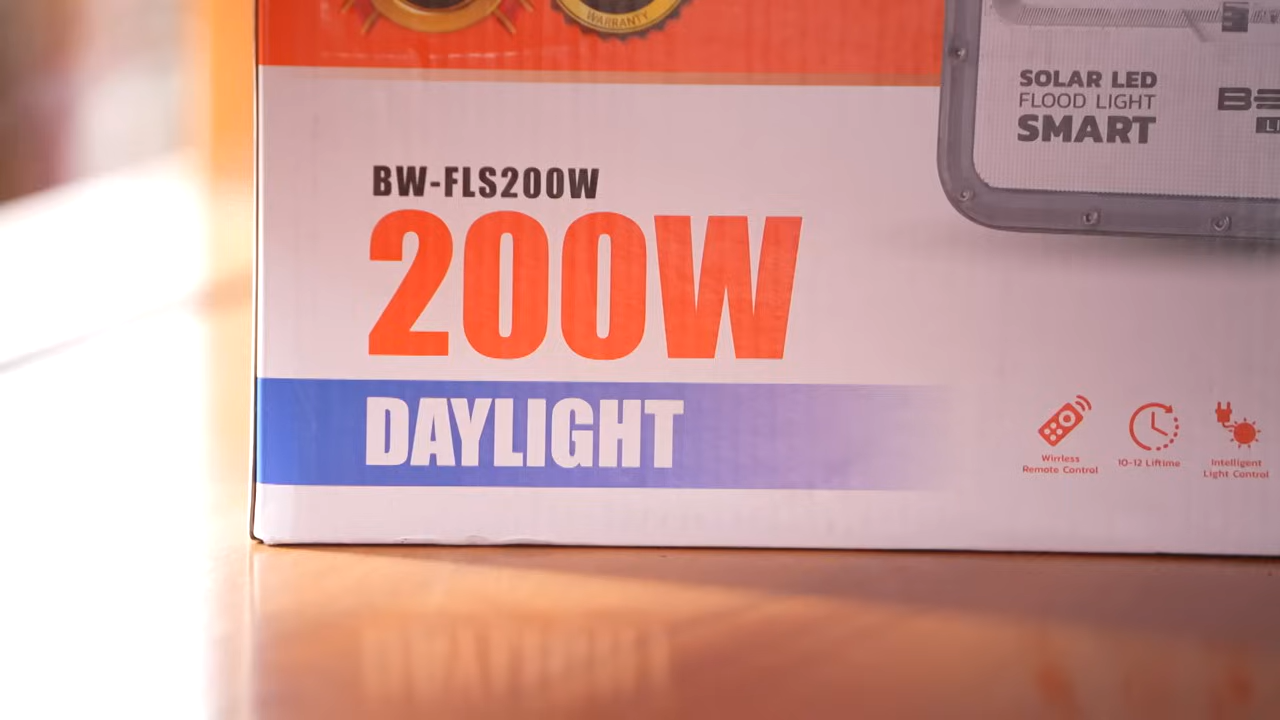 WARRANTY
SOLAR LED
FLOOD LIGHT
SMART
BW-FLS200W
200W
DAYLIGHT
Wirrless
Remote Control
10-12 Liftime
Intelligent
Light Control